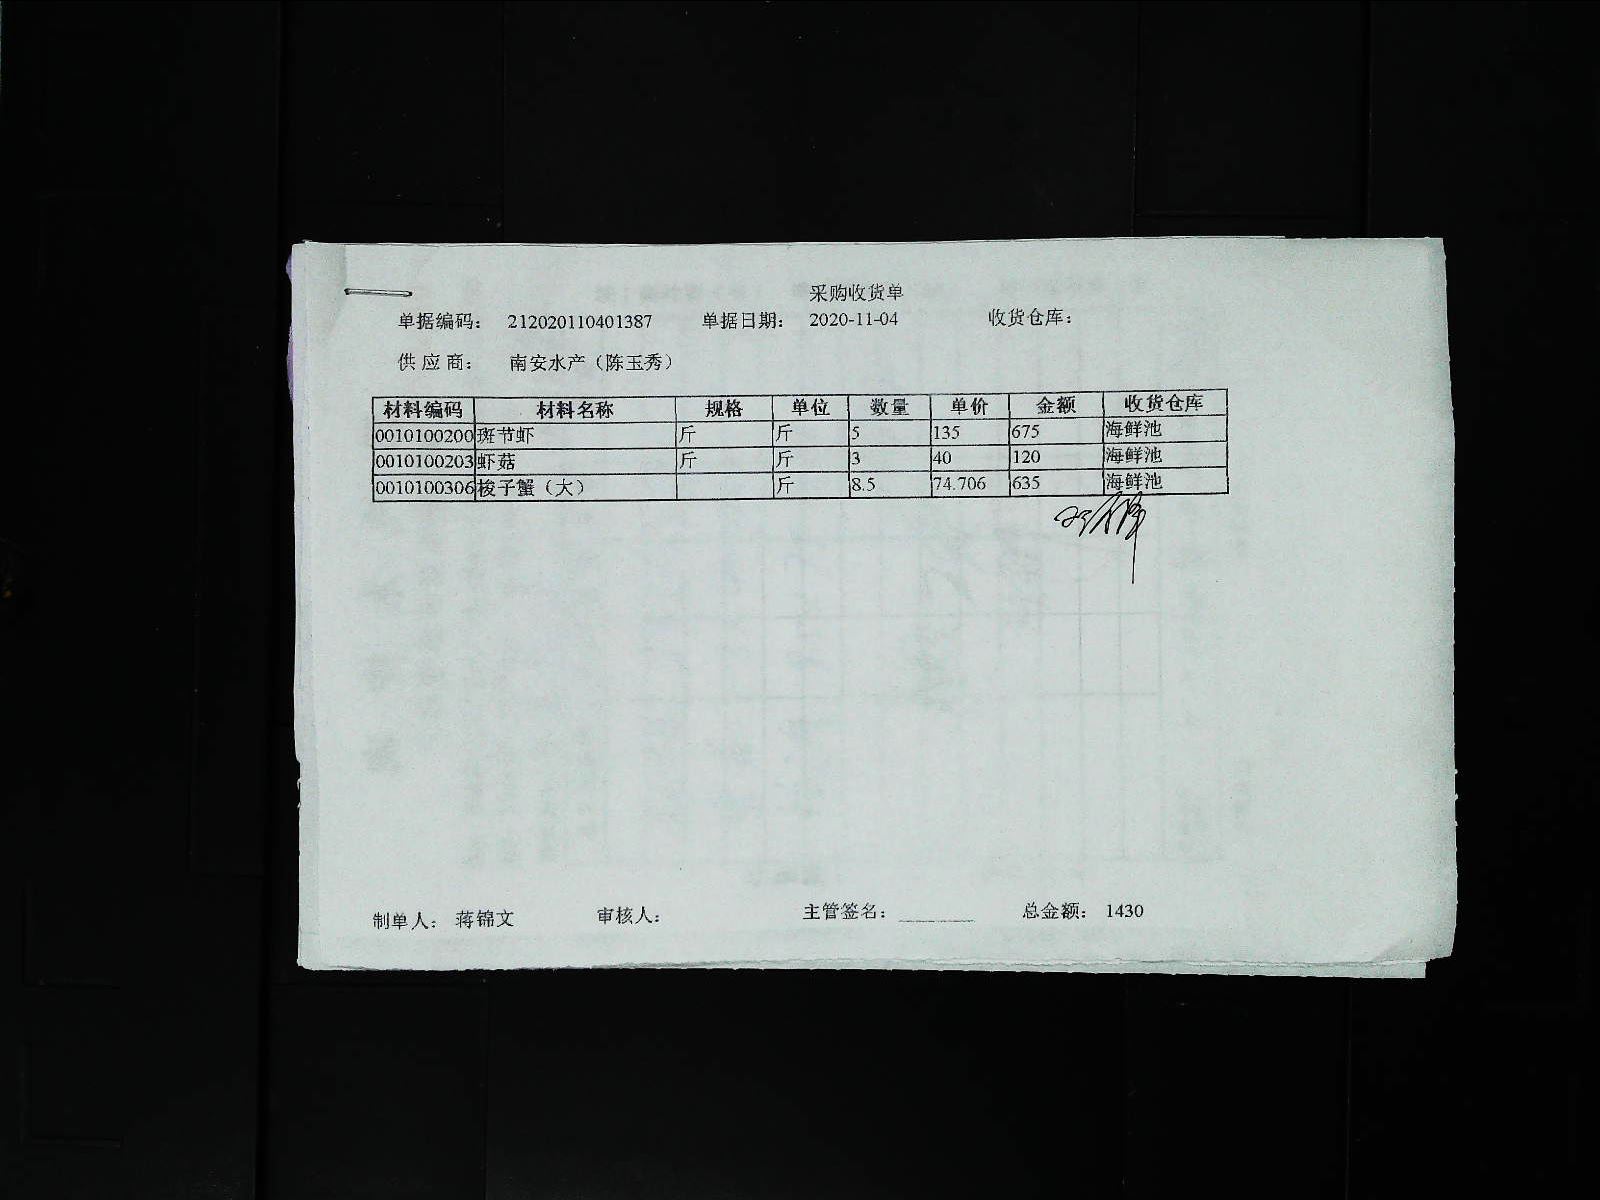 采购收货单
单据编码： 212020110401387 单据日期： 2020-11-04 收货仓库：
供 应 商： 南安水产（陈玉秀）
材料编码 材料名称 规格 单位 数量 单价 金额 收货仓库
0010100200 斑节虾 斤 斤 5 135 675 海鲜池
0010100203 虾菇 斤 斤 3 40 120 海鲜池
0010100306 梭子蟹（大） 斤 8.5 74.706 635 海鲜池
制单人： 蒋锦文 审核人： 主管签名： ________ 总金额： 1430